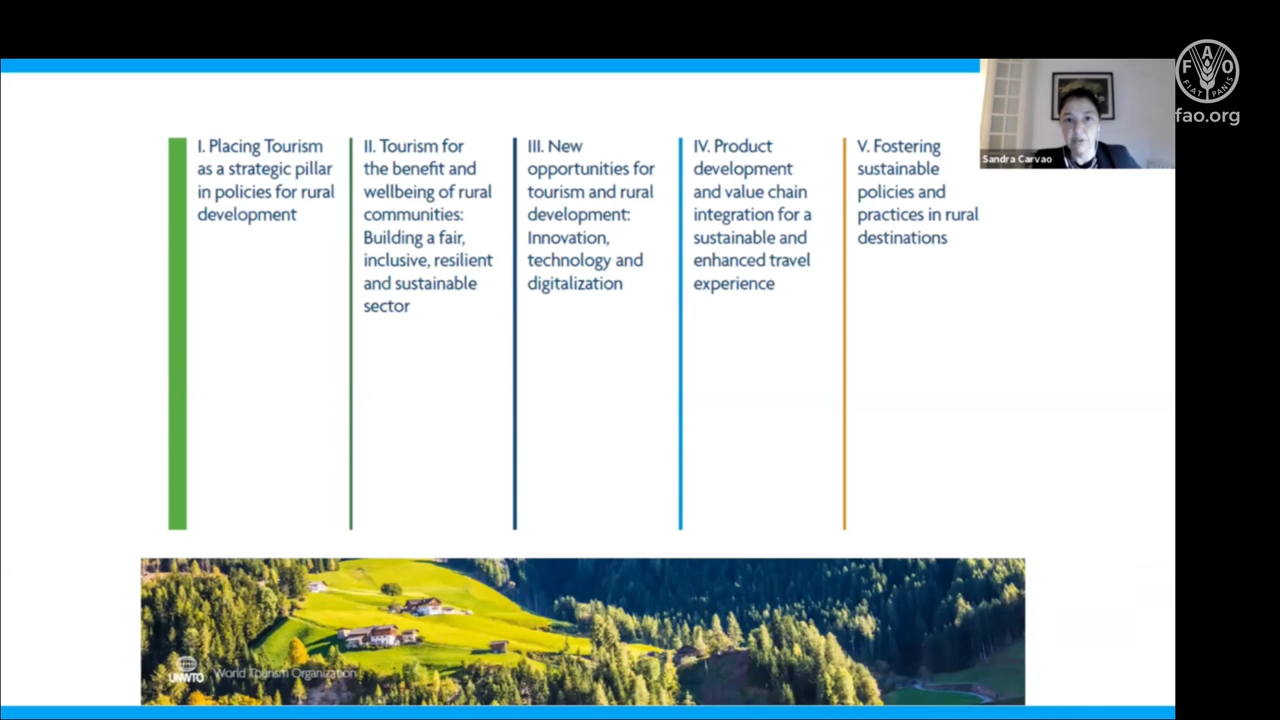 I. Placing Tourism
as a strategic pillar
in policies for rural
development
II. Tourism for
the benefit and
wellbeing of rural
communities:
Building a fair,
inclusive, resilient
and sustainable
sector
III. New
opportunities for
tourism and rural
development:
Innovation,
technology and
digitalization
IV. Product
development
and value chain
integration for a
sustainable and
enhanced travel
experience
V. Fostering
sustainable
policies and
practices in rural
destinations
Sandra Carvao
F A O
FIAT PANIS
fao.org
UNWTO
World Tourism Organization